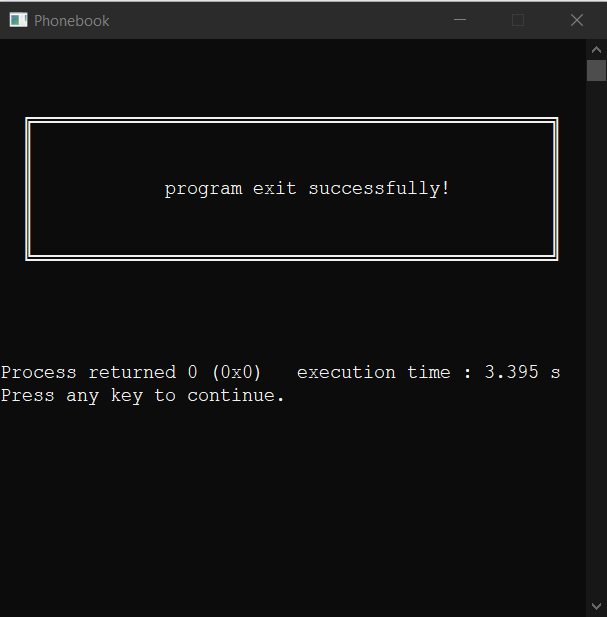 Phonebook
program exit successfully!
Process returned 0 (0x0)   execution time : 3.395 s
Press any key to continue.